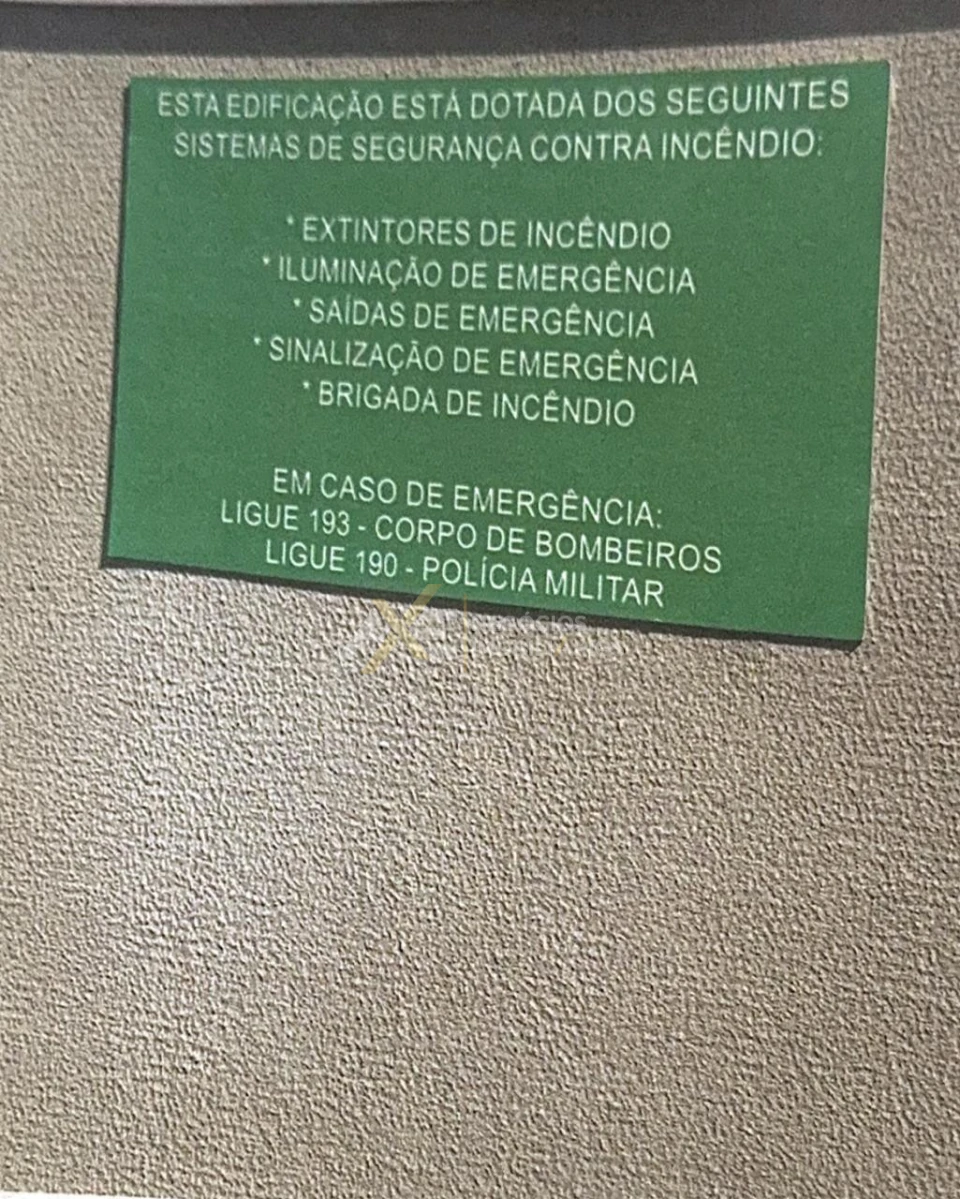 ESTA EDIFICAÇÃO ESTÁ DOTADA DOS SEGUINTES
SISTEMAS DE SEGURANÇA CONTRA INCÊNDIO:
* EXTINTORES DE INCÊNDIO
* ILUMINAÇÃO DE EMERGÊNCIA
* SAÍDAS DE EMERGÊNCIA
* SINALIZAÇÃO DE EMERGÊNCIA
* BRIGADA DE INCÊNDIO
EM CASO DE EMERGÊNCIA:
LIGUE 193 - CORPO DE BOMBEIROS
LIGUE 190 - POLÍCIA MILITAR